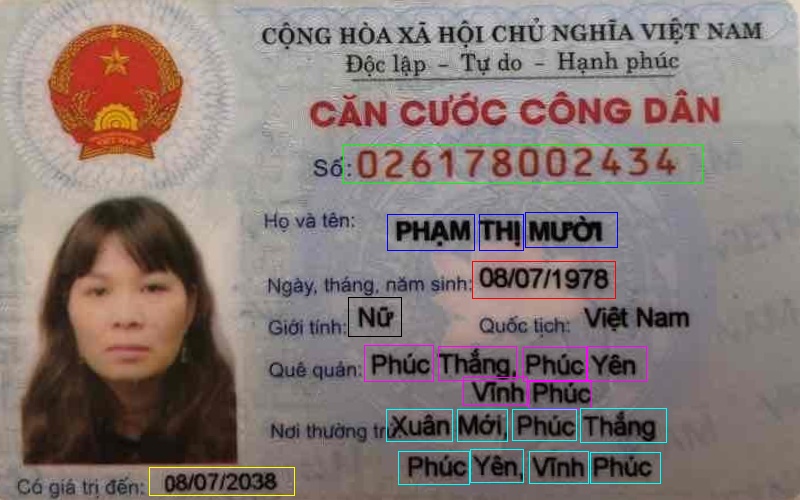 CỘNG HÒA XÃ HỘI CHỦ NGHĨA VIỆT NAM
Độc lập - Tự do - Hạnh phúc
CĂN CƯỚC CÔNG DÂN
Số: 026178002434
Họ và tên: PHẠM THỊ MƯỜI
Ngày, tháng, năm sinh: 08/07/1978
Giới tính: Nữ Quốc tịch: Việt Nam
Quê quán: Phúc Thắng, Phúc Yên
Vĩnh Phúc
Nơi thường trú: Xuân Mới, Phúc Thắng
Phúc Yên, Vĩnh Phúc
Có giá trị đến: 08/07/2038
VIỆT NAM